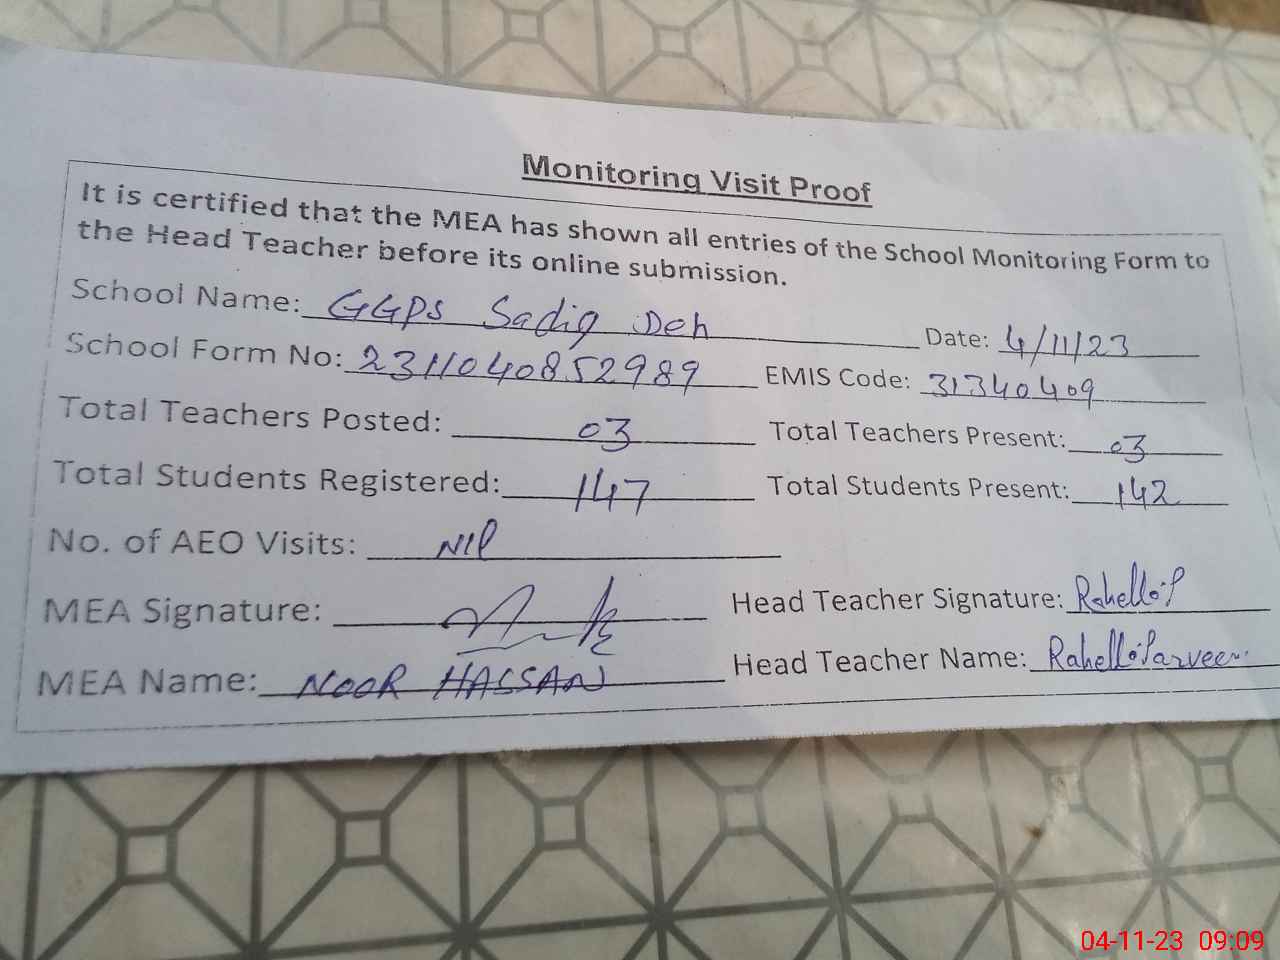 Monitoring Visit Proof
It is certified that the MEA has shown all entries of the School Monitoring Form to
the Head Teacher before its online submission.
School Name: GGPS Sadiq Deh Date: 4/11/23
School Form No: 23110408 52989 EMIS Code: 31340409
Total Teachers Posted: 03 Total Teachers Present: 03
Total Students Registered: 147 Total Students Present: 142
No. of AEO Visits: Nil
MEA Signature: Head Teacher Signature:
MEA Name: NOOR HASSAN Head Teacher Name: Parveen
04-11-23 09:09